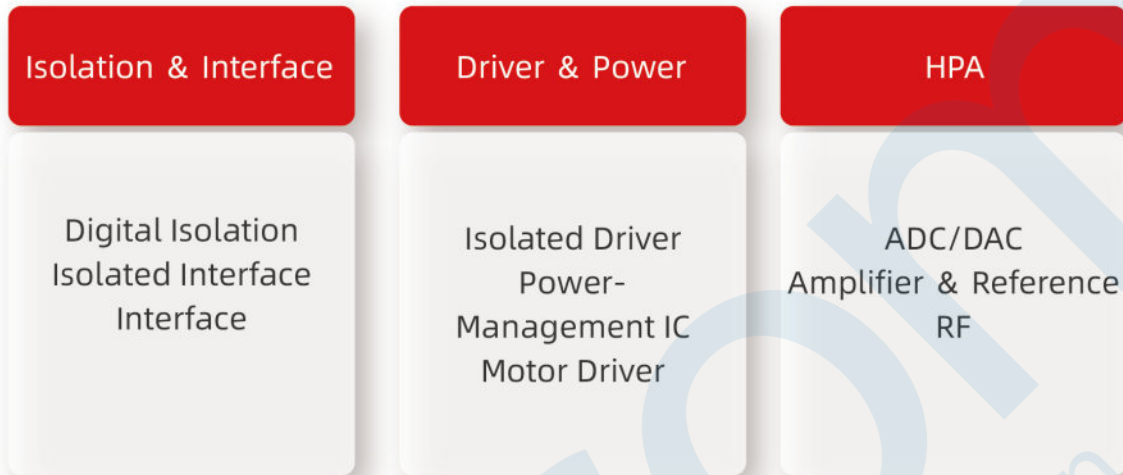 Isolation & Interface
Digital Isolation
Isolated Interface
Interface
Driver & Power
Isolated Driver
Power-
Management IC
Motor Driver
HPA
ADC/DAC
Amplifier & Reference
RF